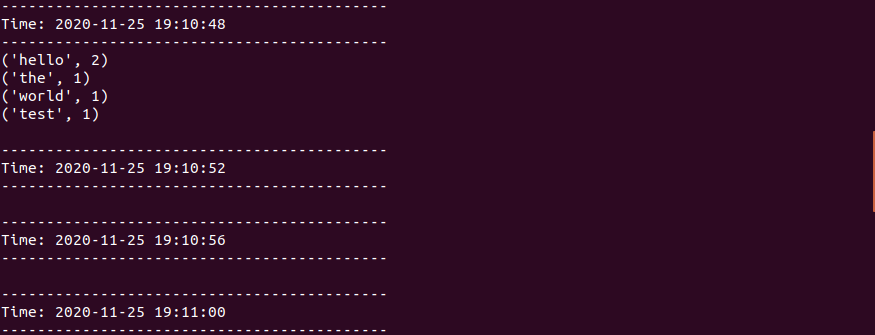 -------------------------------------------
Time: 2020-11-25 19:10:48
-------------------------------------------
('hello', 2)
('the', 1)
('world', 1)
('test', 1)
-------------------------------------------
Time: 2020-11-25 19:10:52
-------------------------------------------
-------------------------------------------
Time: 2020-11-25 19:10:56
-------------------------------------------
-------------------------------------------
Time: 2020-11-25 19:11:00
-------------------------------------------